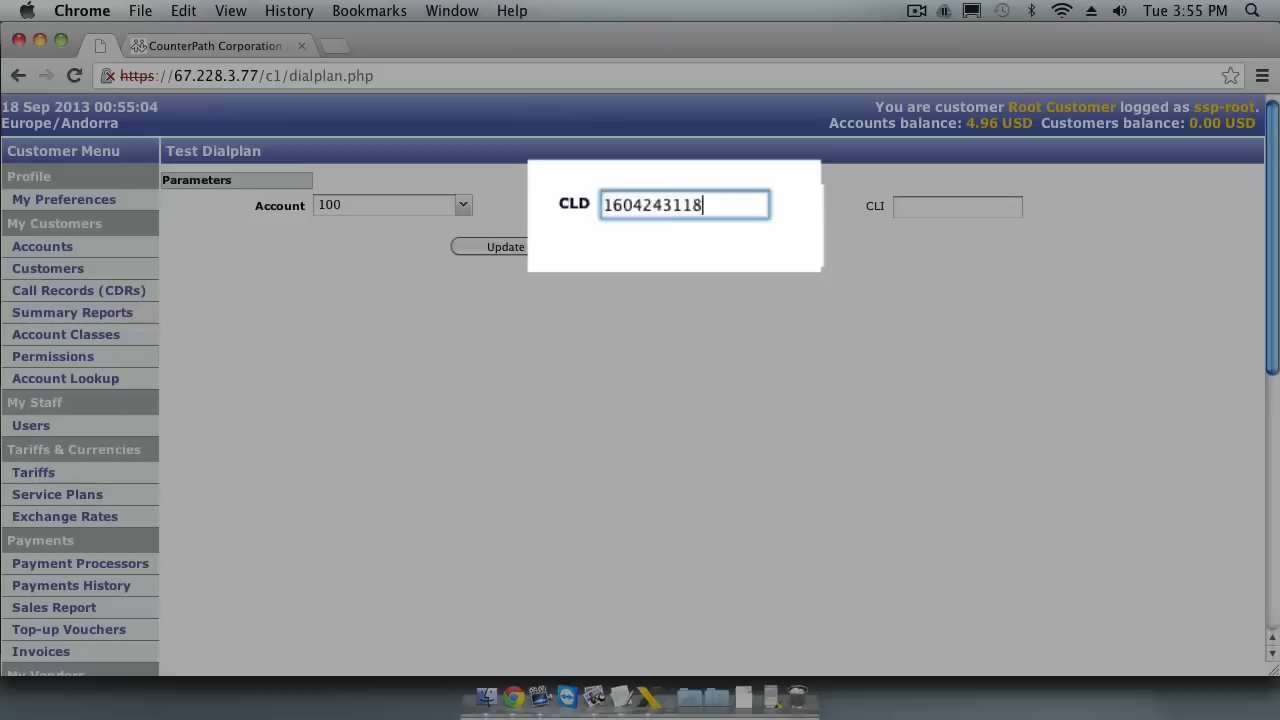 Chrome File Edit View History Bookmarks Window Help Tue 3:55 PM
CounterPath Corporation
https://67.228.3.77/c1/dialplan.php
18 Sep 2013 00:55:04
Europe/Andorra
You are customer Root Customer logged as ssp-root.
Accounts balance: 4.96 USD Customers balance: 0.00 USD
Customer Menu
Test Dialplan
Profile
My Preferences
My Customers
Accounts
Customers
Call Records (CDRs)
Summary Reports
Account Classes
Permissions
Account Lookup
My Staff
Users
Tariffs & Currencies
Tariffs
Service Plans
Exchange Rates
Payments
Payment Processors
Payments History
Sales Report
Top-up Vouchers
Invoices
My Vendors
Parameters
Account 100
CLD 1604243118
CLI
Update